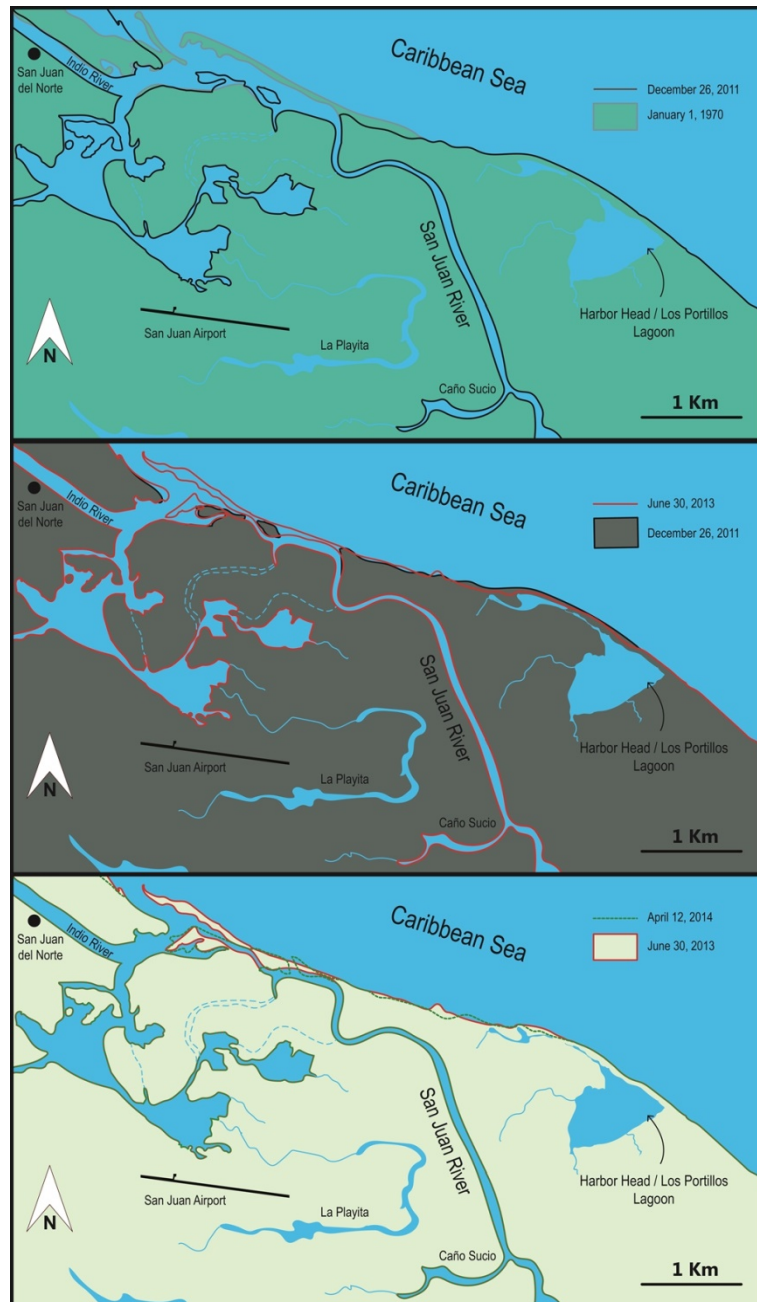 Caribbean Sea
Indio River
San Juan
del Norte
December 26, 2011
January 1, 1970
San Juan River
Harbor Head / Los Portillos
Lagoon
San Juan Airport
La Playita
N
Caño Sucio
1 Km
Caribbean Sea
Indio River
San Juan
del Norte
June 30, 2013
December 26, 2011
San Juan River
Harbor Head / Los Portillos
Lagoon
San Juan Airport
La Playita
N
Caño Sucio
1 Km
Caribbean Sea
Indio River
San Juan
del Norte
April 12, 2014
June 30, 2013
San Juan River
Harbor Head / Los Portillos
Lagoon
San Juan Airport
La Playita
N
Caño Sucio
1 Km